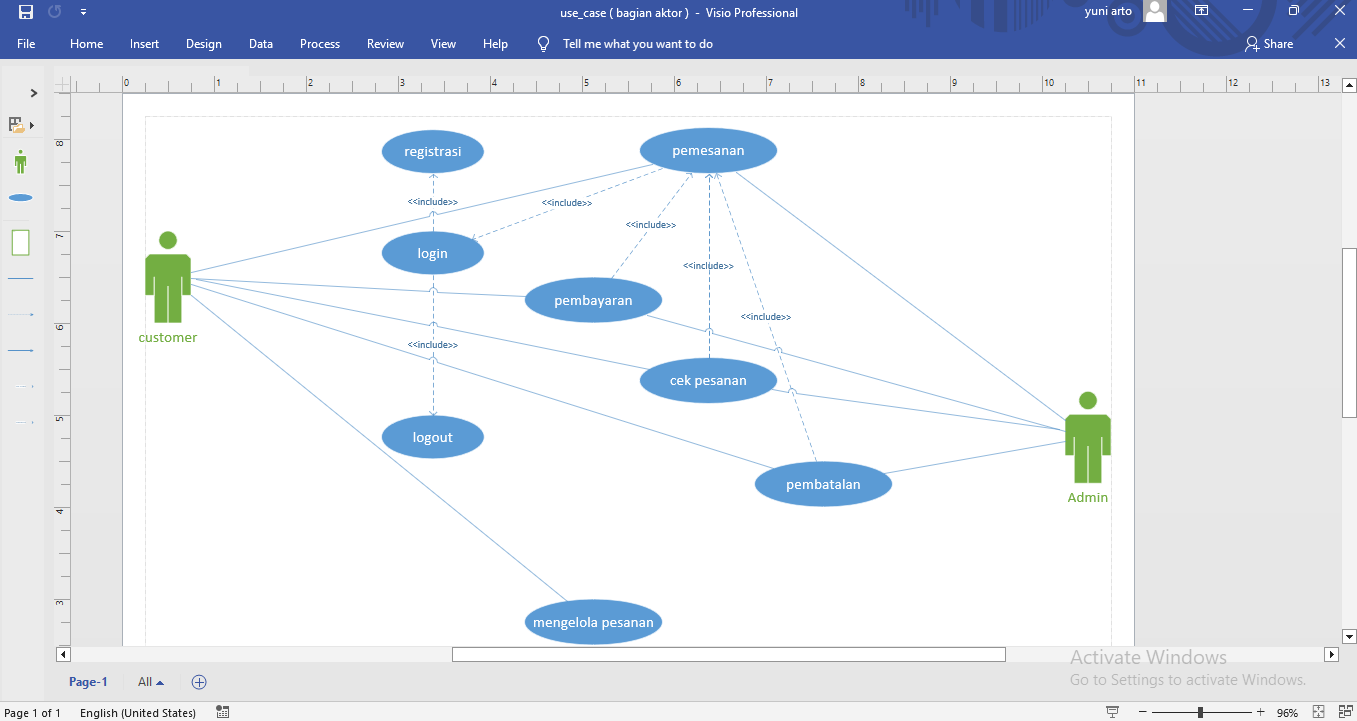 use_case ( bagian aktor ) - Visio Professional
yuni arto
File Home Insert Design Data Process Review View Help Tell me what you want to do Share
0 1 2 3 4 5 6 7 8 9 10 11 12 13
8
7
6
5
4
3
registrasi
pemesanan
<<include>>
<<include>>
<<include>>
login
<<include>>
pembayaran
<<include>>
customer
<<include>>
cek pesanan
logout
pembatalan
Admin
mengelola pesanan
Activate Windows
Go to Settings to activate Windows.
Page-1 All
Page 1 of 1 English (United States) 96%